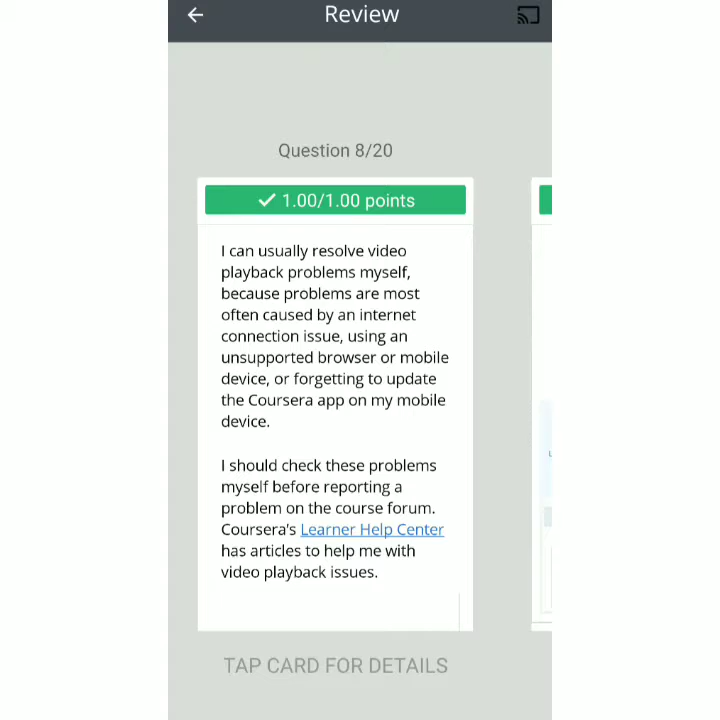 Review
Question 8/20
1.00/1.00 points
I can usually resolve video
playback problems myself,
because problems are most
often caused by an internet
connection issue, using an
unsupported browser or mobile
device, or forgetting to update
the Coursera app on my mobile
device.
I should check these problems
myself before reporting a
problem on the course forum.
Coursera's Learner Help Center
has articles to help me with
video playback issues.
TAP CARD FOR DETAILS